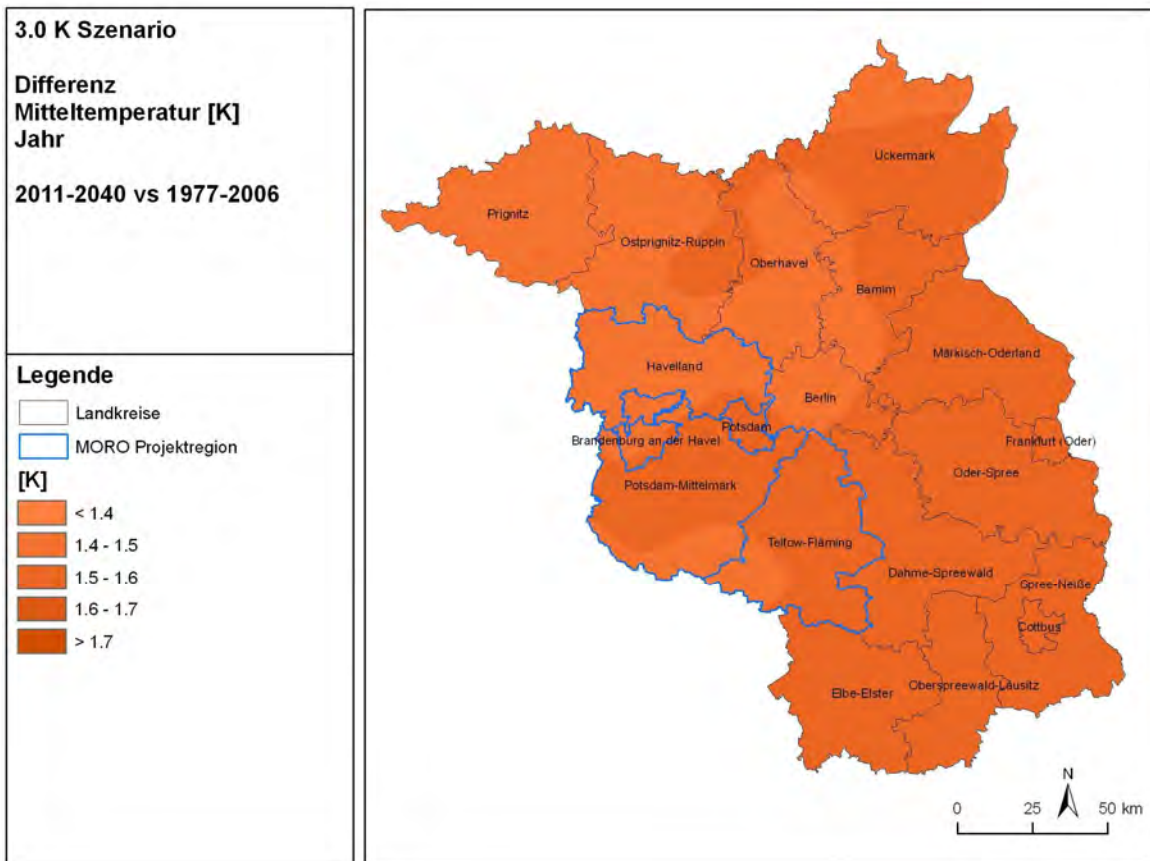 3.0 K Szenario
Differenz
Mitteltemperatur [K]
Jahr
2011-2040 vs 1977-2006
Legende
Landkreise
MORO Projektregion
[K]
< 1.4
1.4 - 1.5
1.5 - 1.6
1.6 - 1.7
> 1.7
Uckermark
Prignitz
Ostprignitz-Ruppin
Oberhavel
Barnim
Märkisch-Oderland
Havelland
Berlin
Potsdam
Brandenburg an der Havel
Frankfurt (Oder)
Oder-Spree
Potsdam-Mittelmark
Teltow-Fläming
Dahme-Spreewald
Spree-Neiße
Cottbus
Elbe-Elster
Oberspreewald-Lausitz
N
0 25 50 km